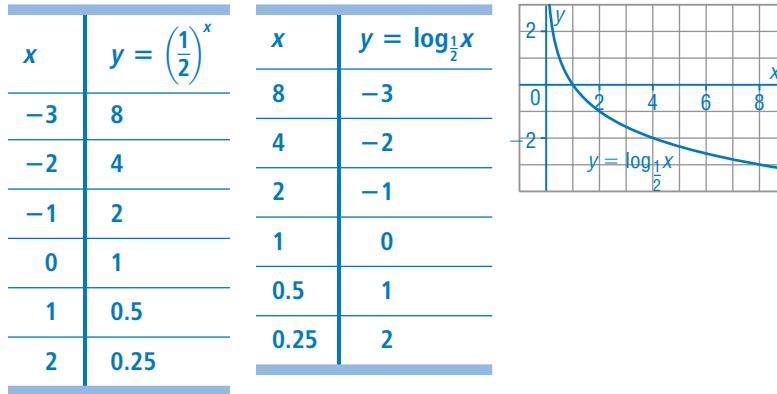 x y = (1/2)^x
−3 8
−2 4
−1 2
0 1
1 0.5
2 0.25
x y = log_{1/2} x
8 −3
4 −2
2 −1
1 0
0.5 1
0.25 2
y
2
x
0 2 4 6 8
−2
y = log_{1/2} x